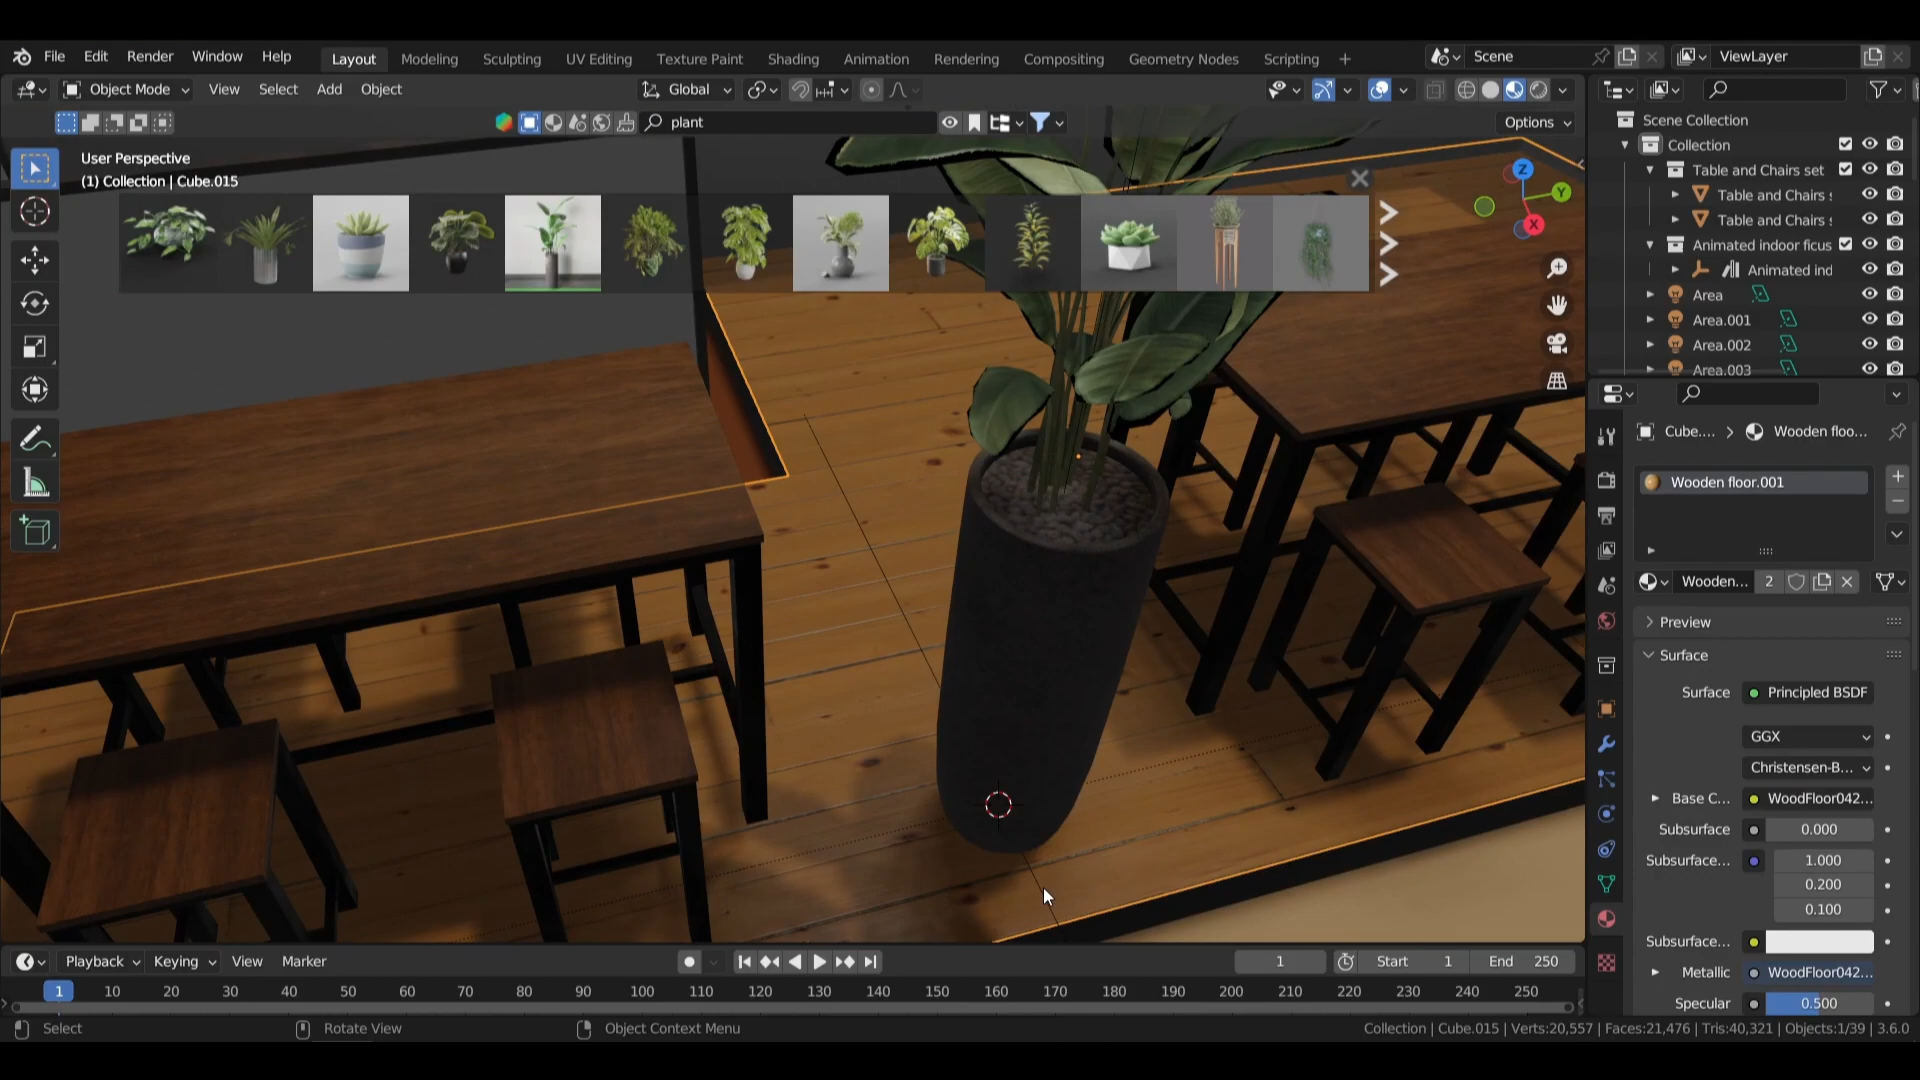 File Edit Render Window Help Layout Modeling Sculpting UV Editing Texture Paint Shading Animation Rendering Compositing Geometry Nodes Scripting + Scene ViewLayer
Object Mode View Select Add Object Global
plant Options
User Perspective
(1) Collection | Cube.015
Z
Y
X
Scene Collection
Collection
Table and Chairs set
Table and Chairs s
Table and Chairs s
Animated indoor ficus
Animated ind
Area
Area.001
Area.002
Area.003
Cube.... Wooden floo...
Wooden floor.001
Wooden... 2
Preview
Surface
Surface Principled BSDF
GGX
Christensen-B...
Base C... WoodFloor042...
Subsurface 0.000
Subsurface... 1.000
0.200
0.100
Subsurface...
Metallic WoodFloor042...
Specular 0.500
Playback Keying View Marker 1 Start 1 End 250
1 10 20 30 40 50 60 70 80 90 100 110 120 130 140 150 160 170 180 190 200 210 220 230 240 250
Select Rotate View Object Context Menu Collection | Cube.015 | Verts:20,557 | Faces:21,476 | Tris:40,321 | Objects:1/39 | 3.6.0